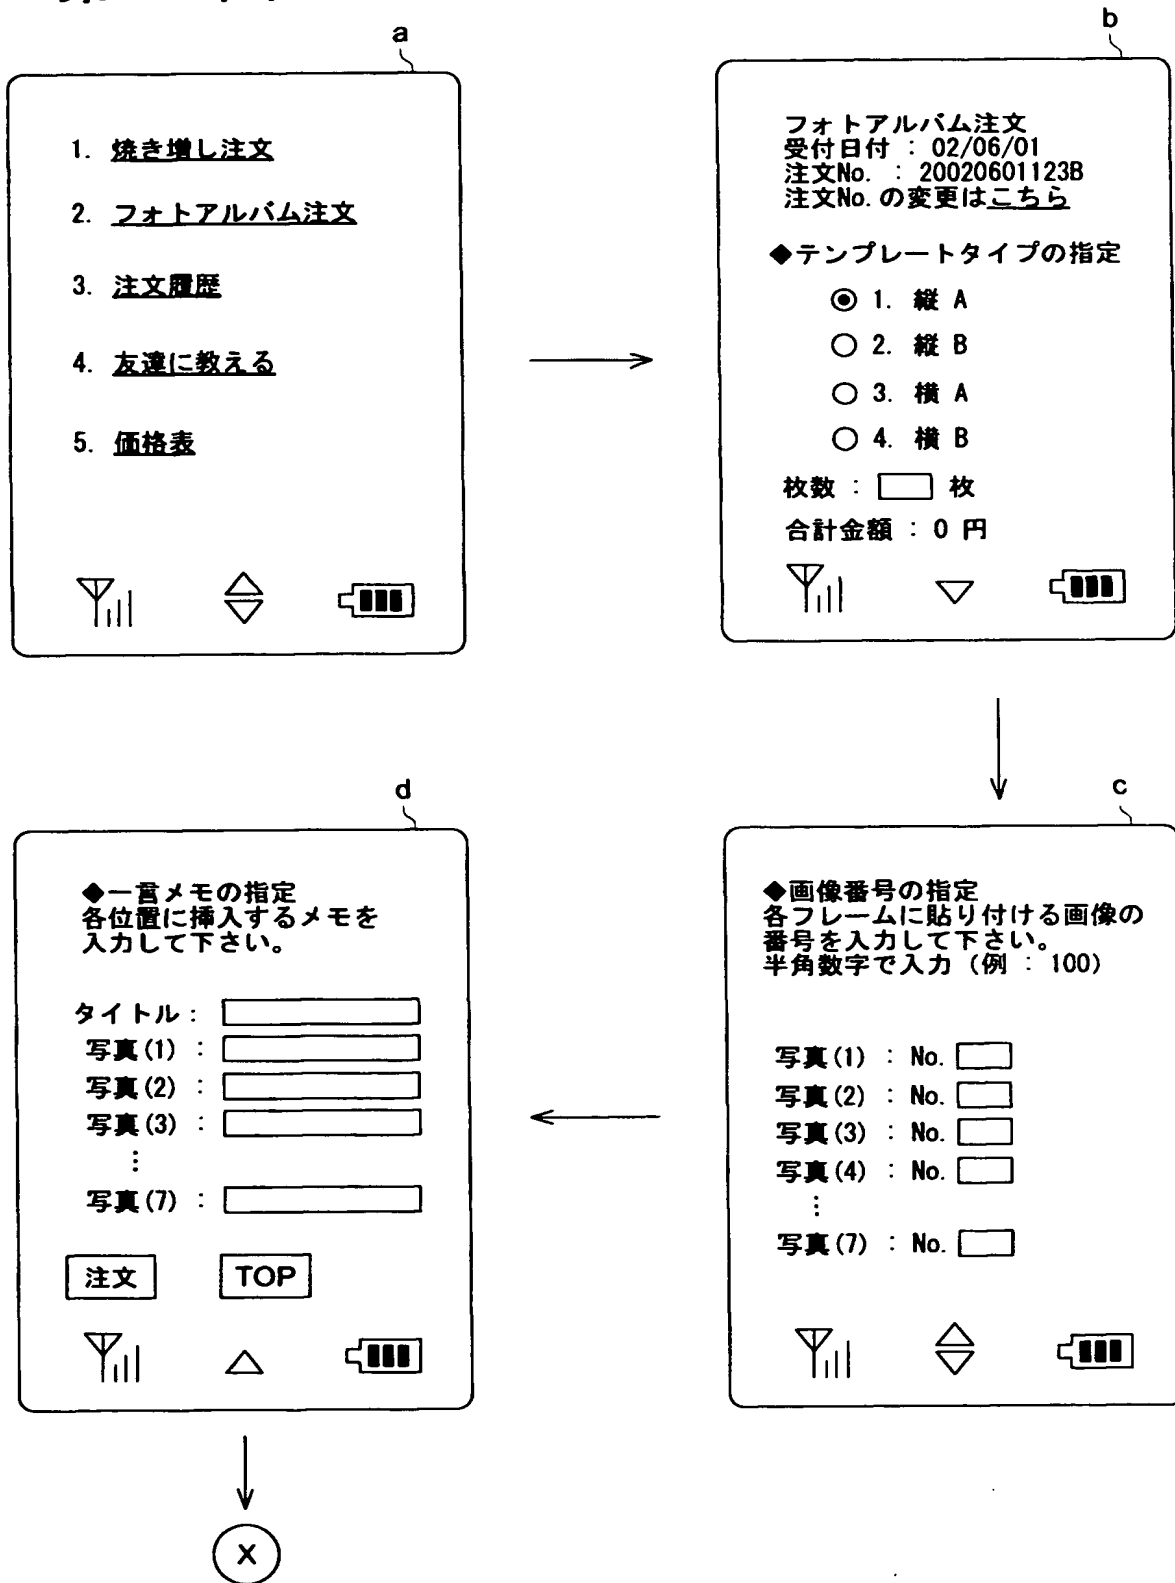 a
1. 焼き増し注文
2. フォトアルバム注文
3. 注文履歴
4. 友達に教える
5. 価格表
b
フォトアルバム注文
受付日付 : 02/06/01
注文No. : 20020601123B
注文No.の変更はこちら
◆テンプレートタイプの指定
1. 縦 A
2. 縦 B
3. 横 A
4. 横 B
枚数 : 枚
合計金額 : 0 円
c
◆画像番号の指定
各フレームに貼り付ける画像の
番号を入力して下さい。
半角数字で入力 (例 : 100)
写真(1) : No.
写真(2) : No.
写真(3) : No.
写真(4) : No.
⋮
写真(7) : No.
d
◆一言メモの指定
各位置に挿入するメモを
入力して下さい。
タイトル :
写真(1) :
写真(2) :
写真(3) :
⋮
写真(7) :
注文 TOP
X